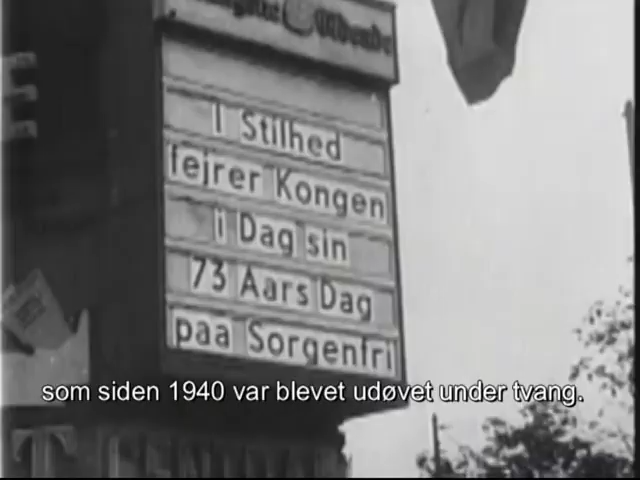 I Stilhed
fejrer Kongen
i Dag sin
73 Aars Dag
paa Sorgenfri
som siden 1940 var blevet udøvet under tvang.